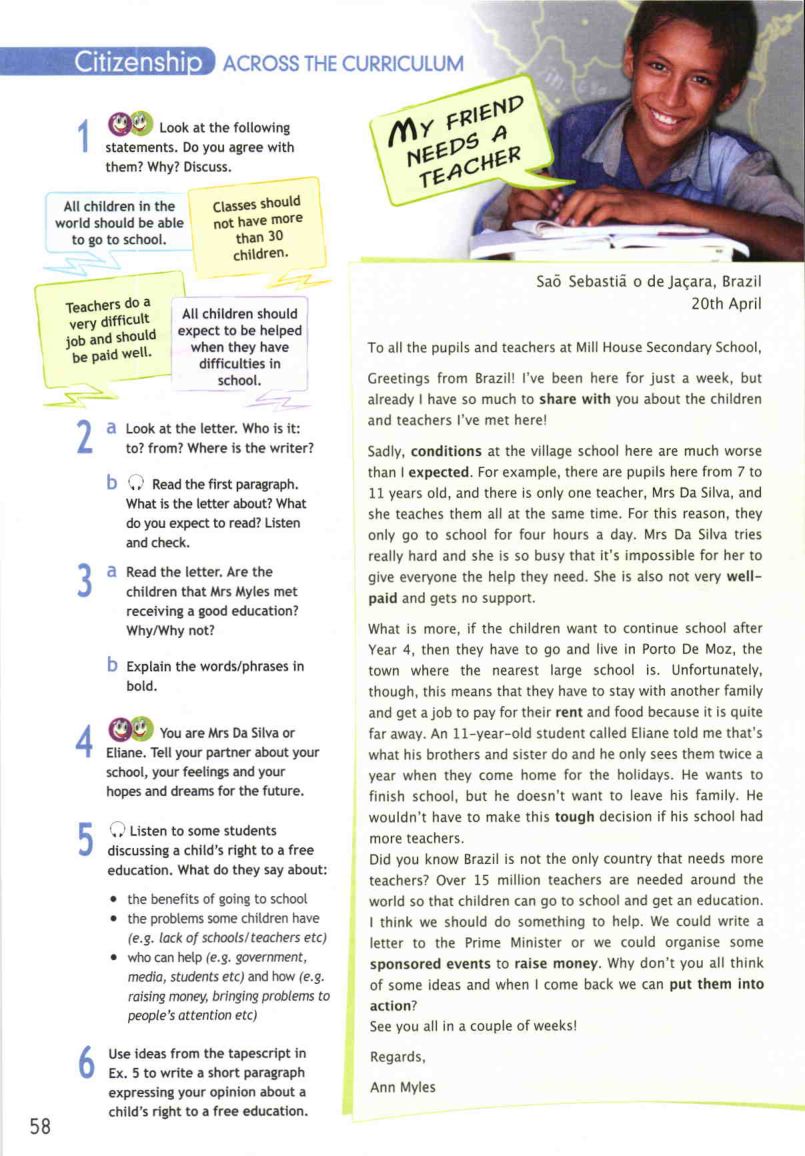 Citizenship ACROSS THE CURRICULUM
MY FRIEND
NEEDS A
TEACHER
1 Look at the following
statements. Do you agree with
them? Why? Discuss.
All children in the
world should be able
to go to school.
Classes should
not have more
than 30
children.
Teachers do a
very difficult
job and should
be paid well.
All children should
expect to be helped
when they have
difficulties in
school.
2 a Look at the letter. Who is it:
to? from? Where is the writer?
b Read the first paragraph.
What is the letter about? What
do you expect to read? Listen
and check.
3 a Read the letter. Are the
children that Mrs Myles met
receiving a good education?
Why/Why not?
b Explain the words/phrases in
bold.
4 You are Mrs Da Silva or
Eliane. Tell your partner about your
school, your feelings and your
hopes and dreams for the future.
5 Listen to some students
discussing a child's right to a free
education. What do they say about:
• the benefits of going to school
• the problems some children have
(e.g. lack of schools/teachers etc)
• who can help (e.g. government,
media, students etc) and how (e.g.
raising money, bringing problems to
people's attention etc)
6 Use ideas from the tapescript in
Ex. 5 to write a short paragraph
expressing your opinion about a
child's right to a free education.
58
Saõ Sebastiã o de Jaçara, Brazil
20th April
To all the pupils and teachers at Mill House Secondary School,
Greetings from Brazil! I've been here for just a week, but
already I have so much to share with you about the children
and teachers I've met here!
Sadly, conditions at the village school here are much worse
than I expected. For example, there are pupils here from 7 to
11 years old, and there is only one teacher, Mrs Da Silva, and
she teaches them all at the same time. For this reason, they
only go to school for four hours a day. Mrs Da Silva tries
really hard and she is so busy that it's impossible for her to
give everyone the help they need. She is also not very well-
paid and gets no support.
What is more, if the children want to continue school after
Year 4, then they have to go and live in Porto De Moz, the
town where the nearest large school is. Unfortunately,
though, this means that they have to stay with another family
and get a job to pay for their rent and food because it is quite
far away. An 11-year-old student called Eliane told me that's
what his brothers and sister do and he only sees them twice a
year when they come home for the holidays. He wants to
finish school, but he doesn't want to leave his family. He
wouldn't have to make this tough decision if his school had
more teachers.
Did you know Brazil is not the only country that needs more
teachers? Over 15 million teachers are needed around the
world so that children can go to school and get an education.
I think we should do something to help. We could write a
letter to the Prime Minister or we could organise some
sponsored events to raise money. Why don't you all think
of some ideas and when I come back we can put them into
action?
See you all in a couple of weeks!
Regards,
Ann Myles